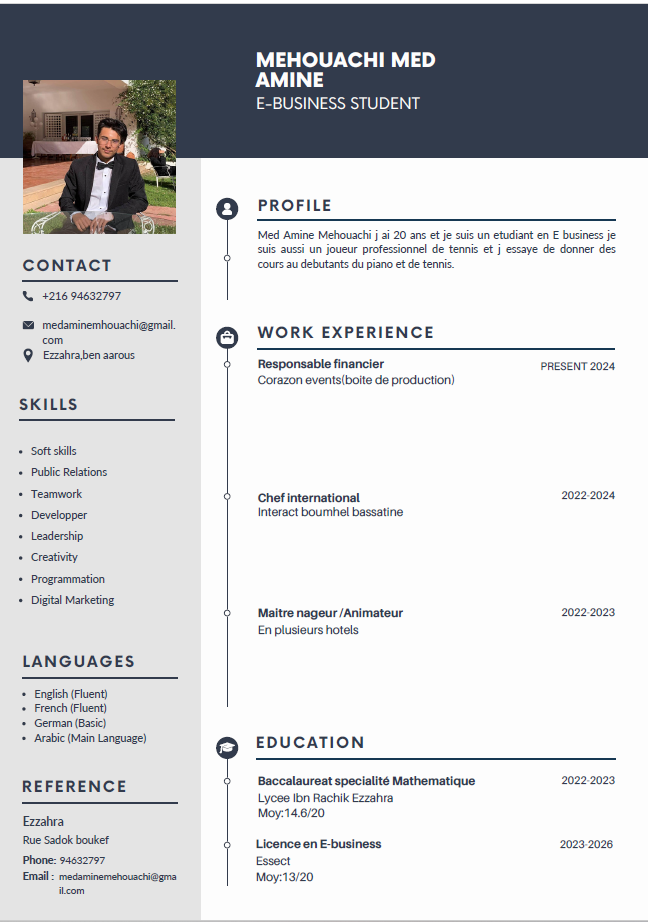 MEHOUACHI MED
AMINE
E-BUSINESS STUDENT
CONTACT
+216 94632797
medaminemhouachi@gmail.
com
Ezzahra,ben aarous
SKILLS
• Soft skills
• Public Relations
• Teamwork
• Developper
• Leadership
• Creativity
• Programmation
• Digital Marketing
LANGUAGES
• English (Fluent)
• French (Fluent)
• German (Basic)
• Arabic (Main Language)
REFERENCE
Ezzahra
Rue Sadok boukef
Phone: 94632797
Email : medaminemehouachi@gma
il.com
PROFILE
Med Amine Mehouachi j ai 20 ans et je suis un etudiant en E business je
suis aussi un joueur professionnel de tennis et j essaye de donner des
cours au debutants du piano et de tennis.
WORK EXPERIENCE
Responsable financier PRESENT 2024
Corazon events(boite de production)
Chef international 2022-2024
Interact boumhel bassatine
Maitre nageur /Animateur 2022-2023
En plusieurs hotels
EDUCATION
Baccalaureat specialité Mathematique 2022-2023
Lycee Ibn Rachik Ezzahra
Moy:14.6/20
Licence en E-business 2023-2026
Essect
Moy:13/20